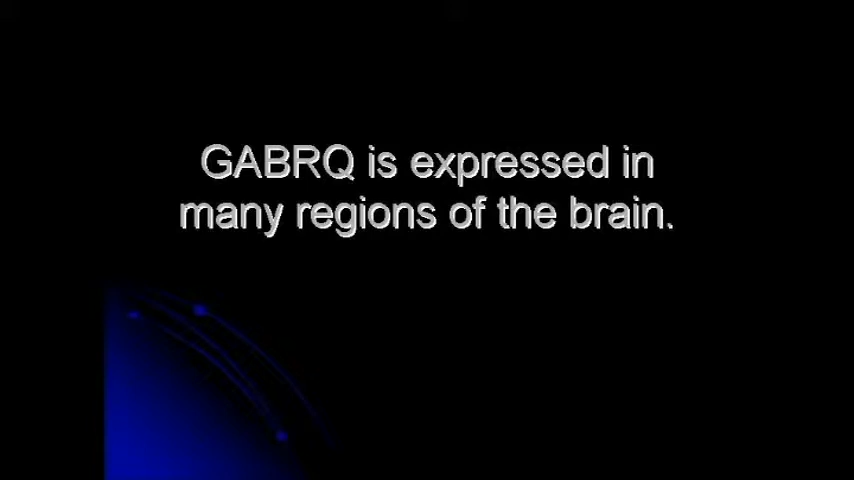 GABRQ is expressed in
many regions of the brain.